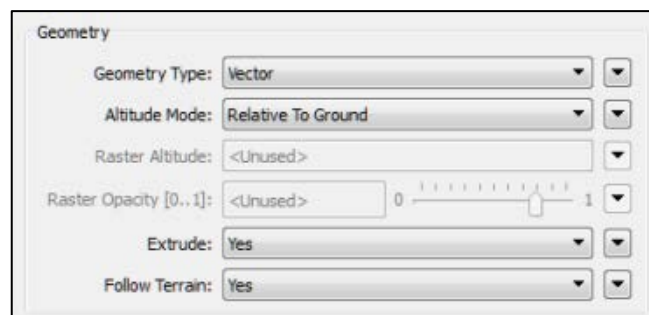 Geometry
Geometry Type: Vector
Altitude Mode: Relative To Ground
Raster Altitude: <Unused>
Raster Opacity [0..1]: <Unused> 0 1
Extrude: Yes
Follow Terrain: Yes